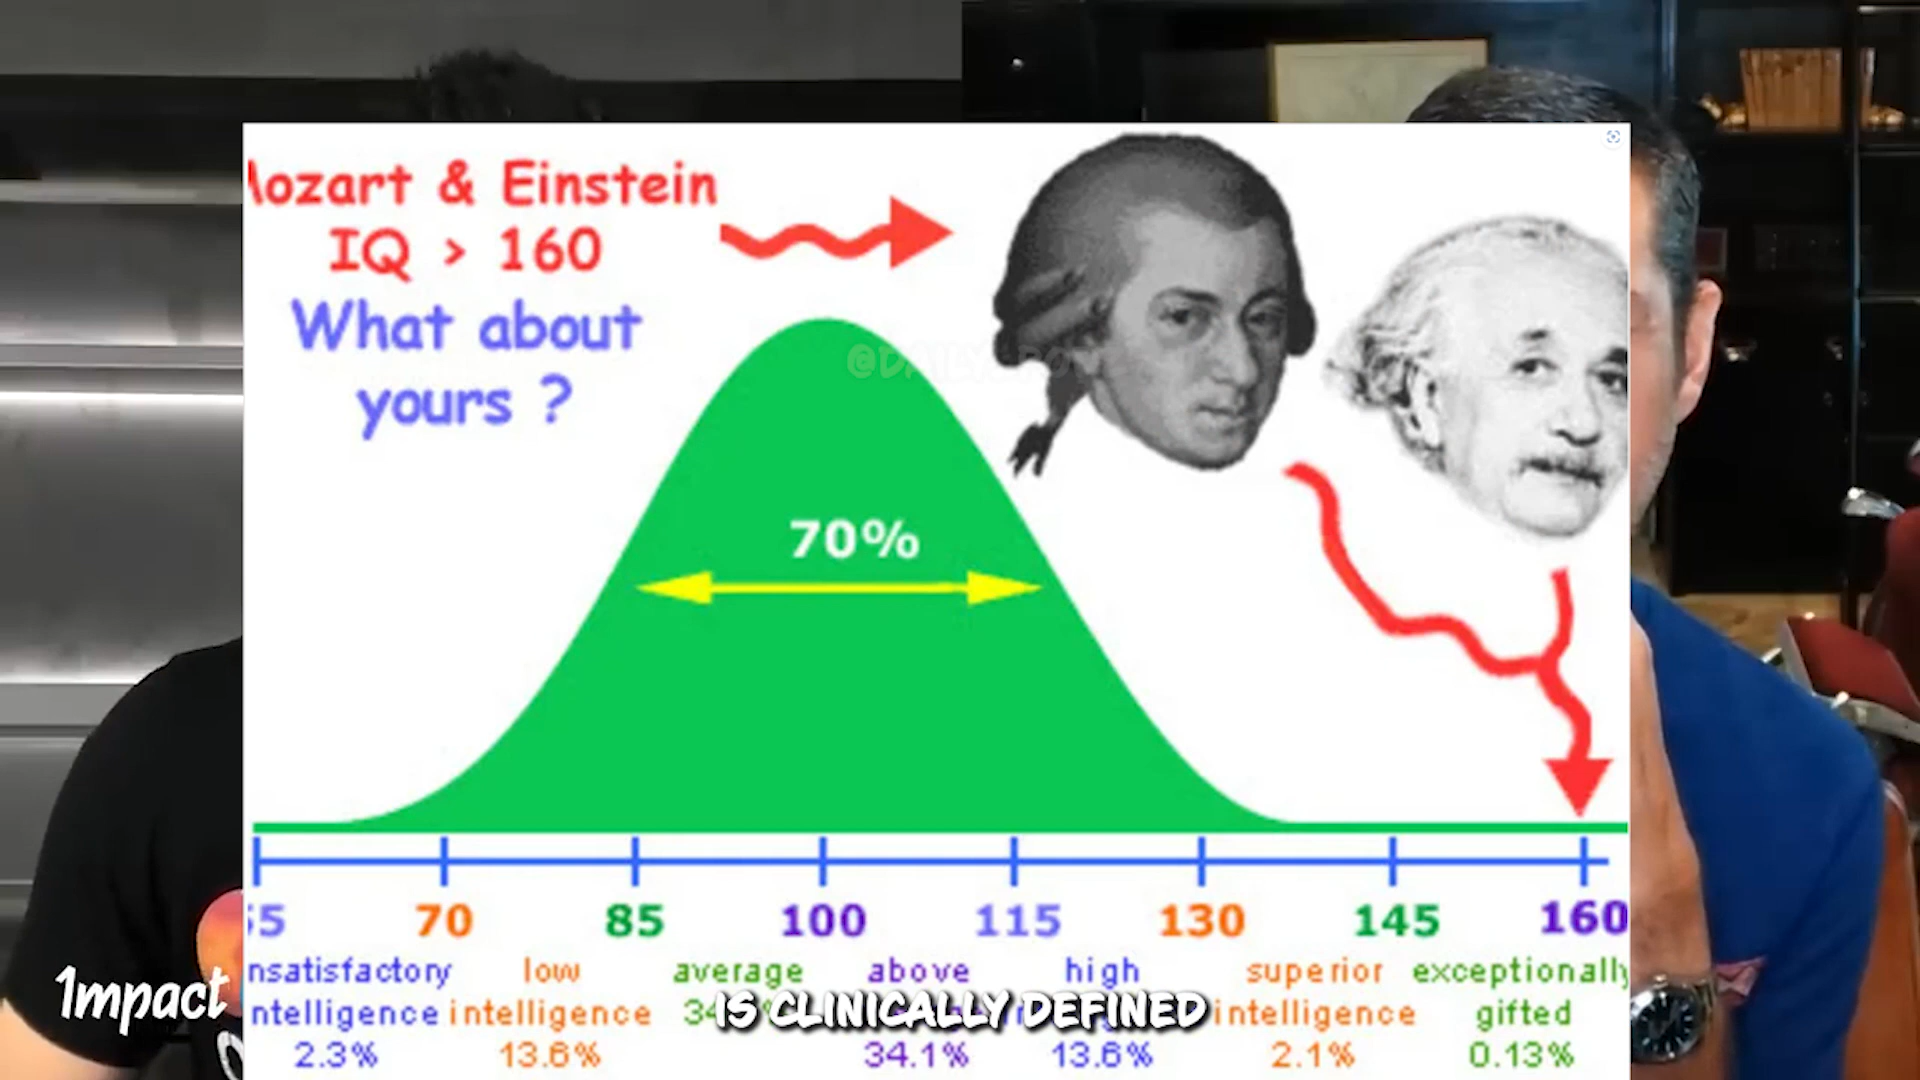 Mozart & Einstein
IQ > 160
What about
yours ?
70%
70
85
100
115
130
145
160
nsatisfactory
low
average
above
high
superior
exceptionally
ntelligence
intelligence
intelligence
gifted
IS CLINICALLY DEFINED
2.3%
13.6%
34.1%
13.6%
2.1%
0.13%
1mpact